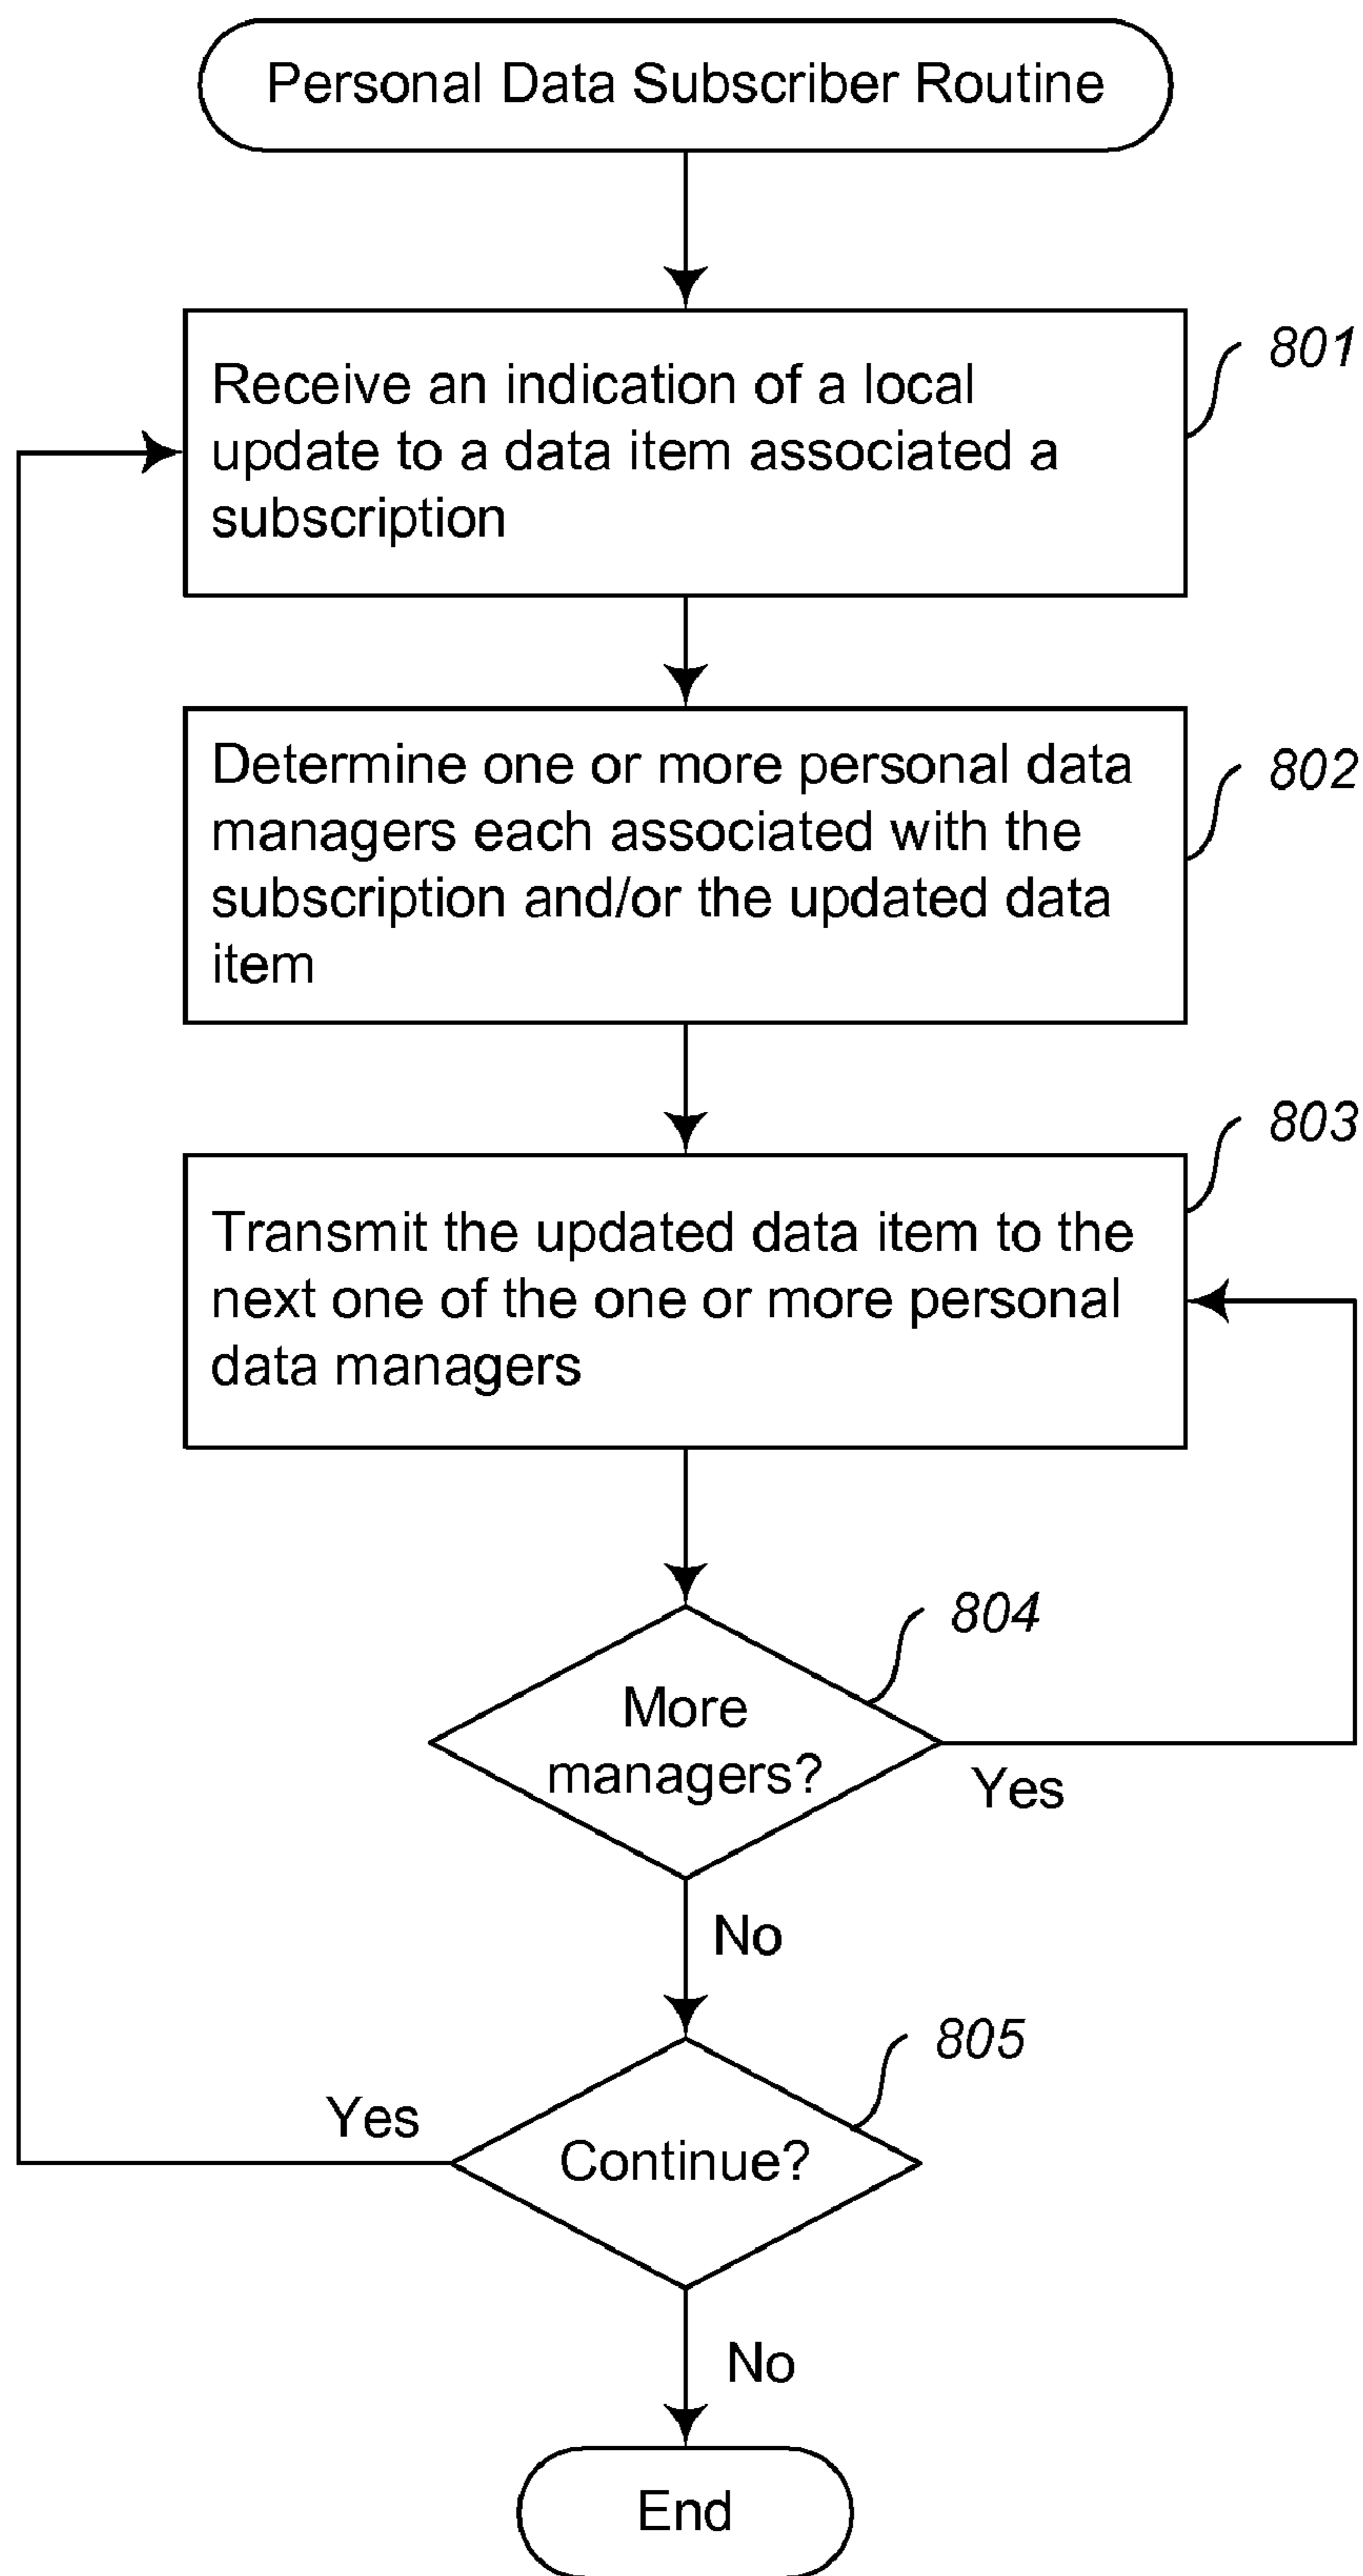 Personal Data Subscriber Routine
801
Receive an indication of a local
update to a data item associated a
subscription
802
Determine one or more personal data
managers each associated with the
subscription and/or the updated data
item
803
Transmit the updated data item to the
next one of the one or more personal
data managers
804
More
managers?
Yes
No
805
Yes
Continue?
No
End